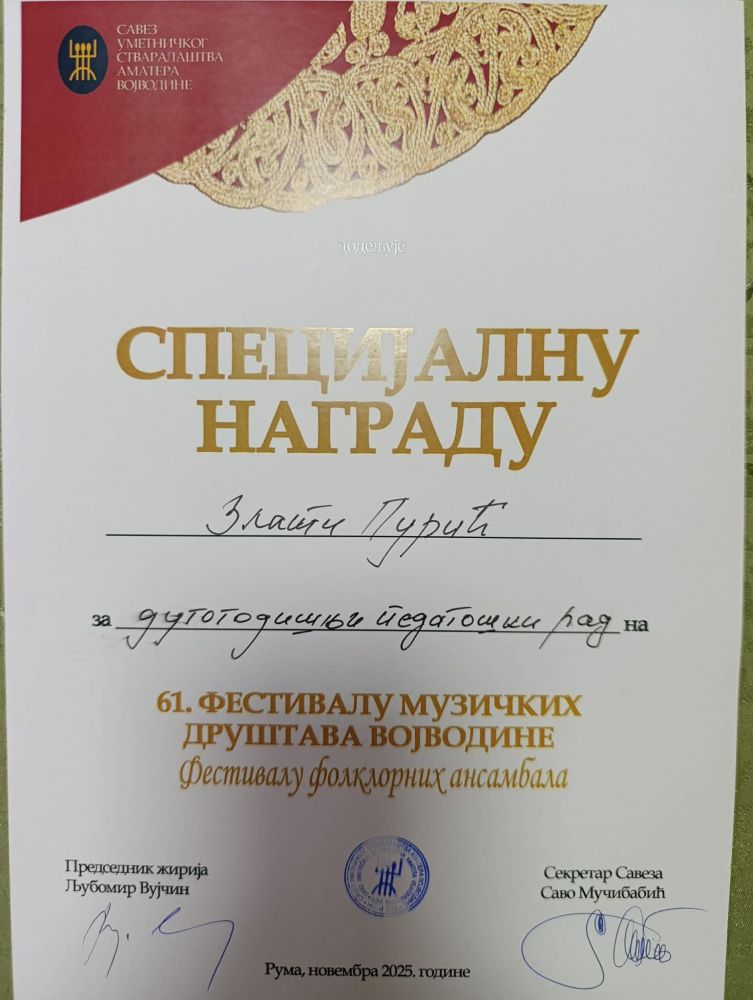 САВЕЗ
УМЕТНИЧКОГ
СТВАРАЛАШТВА
АМАТЕРА
ВОЈВОДИНЕ
додељује
СПЕЦИЈАЛНУ
НАГРАДУ
Злати Пурић
за дугогодишњи педагошки рад на
61. ФЕСТИВАЛУ МУЗИЧКИХ
ДРУШТАВА ВОЈВОДИНЕ
Фестивалу фолклорних ансамбала
Председник жирија
Љубомир Вујчин
Секретар Савеза
Саво Мучибабић
Рума, новембра 2025. године